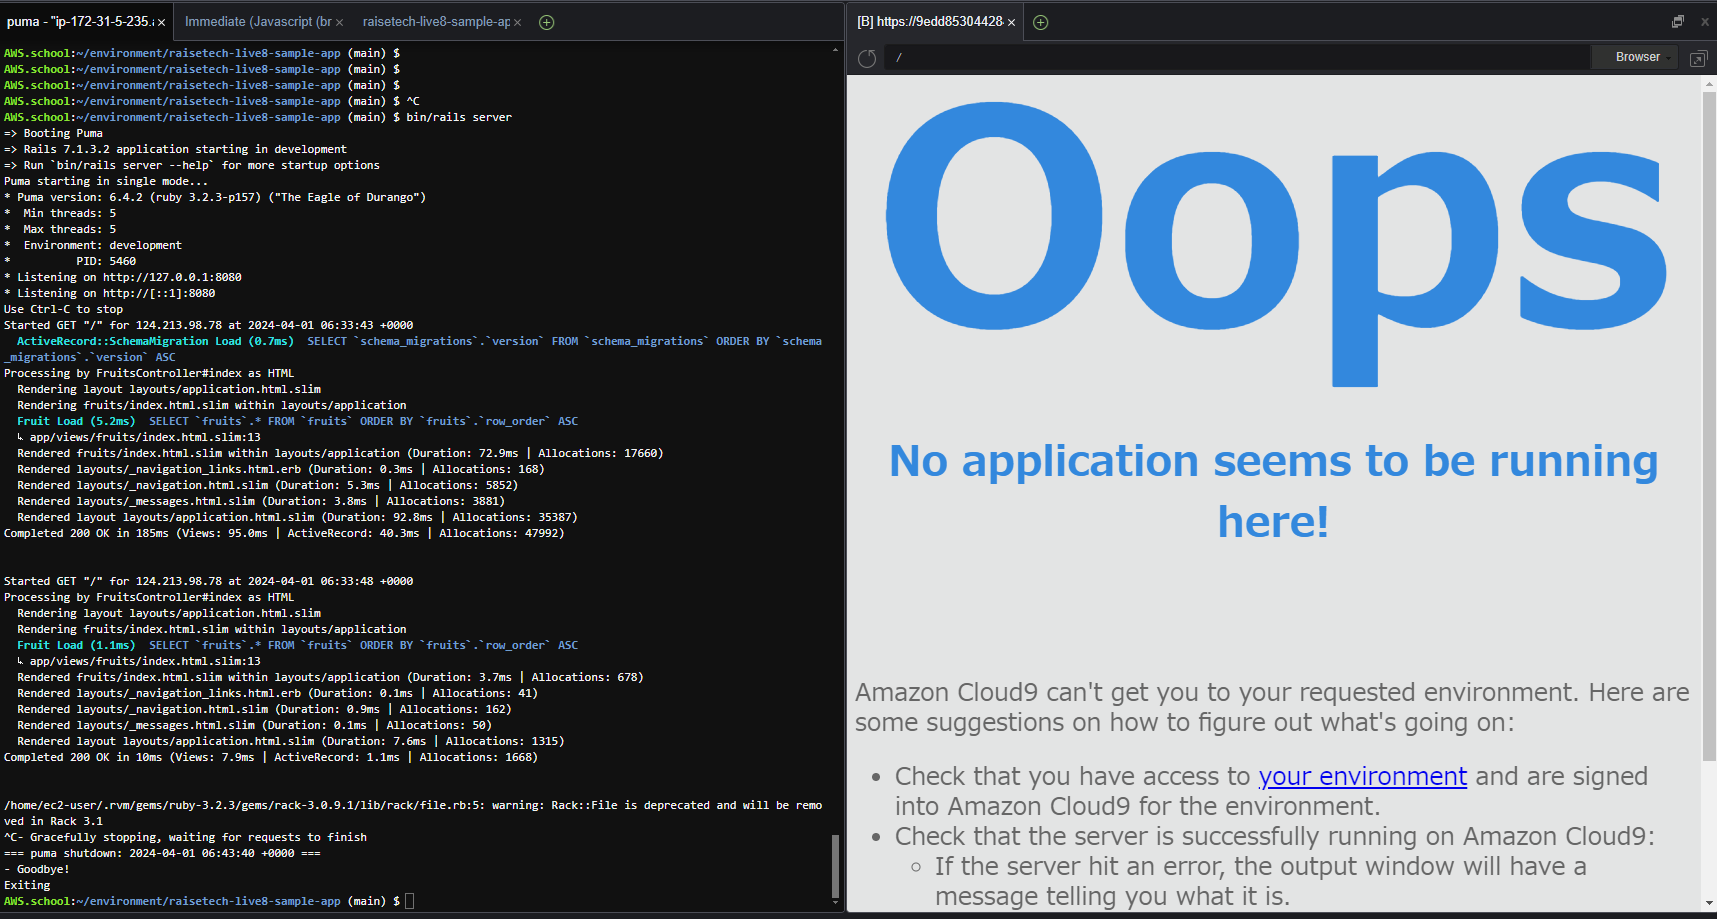 puma - "ip-172-31-5-235.a ×
Immediate (Javascript (br ×
raisetech-live8-sample-ap ×
AWS.school:~/environment/raisetech-live8-sample-app (main) $
AWS.school:~/environment/raisetech-live8-sample-app (main) $
AWS.school:~/environment/raisetech-live8-sample-app (main) $
AWS.school:~/environment/raisetech-live8-sample-app (main) $ ^C
AWS.school:~/environment/raisetech-live8-sample-app (main) $ bin/rails server
=> Booting Puma
=> Rails 7.1.3.2 application starting in development
=> Run `bin/rails server --help` for more startup options
Puma starting in single mode...
* Puma version: 6.4.2 (ruby 3.2.3-p157) ("The Eagle of Durango")
*  Min threads: 5
*  Max threads: 5
*  Environment: development
*          PID: 5460
* Listening on http://127.0.0.1:8080
* Listening on http://[::1]:8080
Use Ctrl-C to stop
Started GET "/" for 124.213.98.78 at 2024-04-01 06:33:43 +0000
  ActiveRecord::SchemaMigration Load (0.7ms)  SELECT `schema_migrations`.`version` FROM `schema_migrations` ORDER BY `schema
_migrations`.`version` ASC
Processing by FruitsController#index as HTML
  Rendering layout layouts/application.html.slim
  Rendering fruits/index.html.slim within layouts/application
  Fruit Load (5.2ms)  SELECT `fruits`.* FROM `fruits` ORDER BY `fruits`.`row_order` ASC
  ↳ app/views/fruits/index.html.slim:13
  Rendered fruits/index.html.slim within layouts/application (Duration: 72.9ms | Allocations: 17660)
  Rendered layouts/_navigation_links.html.erb (Duration: 0.3ms | Allocations: 168)
  Rendered layouts/_navigation.html.slim (Duration: 5.3ms | Allocations: 5852)
  Rendered layouts/_messages.html.slim (Duration: 3.8ms | Allocations: 3881)
  Rendered layout layouts/application.html.slim (Duration: 92.8ms | Allocations: 35387)
Completed 200 OK in 185ms (Views: 95.0ms | ActiveRecord: 40.3ms | Allocations: 47992)
Started GET "/" for 124.213.98.78 at 2024-04-01 06:33:48 +0000
Processing by FruitsController#index as HTML
  Rendering layout layouts/application.html.slim
  Rendering fruits/index.html.slim within layouts/application
  Fruit Load (1.1ms)  SELECT `fruits`.* FROM `fruits` ORDER BY `fruits`.`row_order` ASC
  ↳ app/views/fruits/index.html.slim:13
  Rendered fruits/index.html.slim within layouts/application (Duration: 3.7ms | Allocations: 678)
  Rendered layouts/_navigation_links.html.erb (Duration: 0.1ms | Allocations: 41)
  Rendered layouts/_navigation.html.slim (Duration: 0.9ms | Allocations: 162)
  Rendered layouts/_messages.html.slim (Duration: 0.1ms | Allocations: 50)
  Rendered layout layouts/application.html.slim (Duration: 7.6ms | Allocations: 1315)
Completed 200 OK in 10ms (Views: 7.9ms | ActiveRecord: 1.1ms | Allocations: 1668)
/home/ec2-user/.rvm/gems/ruby-3.2.3/gems/rack-3.0.9.1/lib/rack/file.rb:5: warning: Rack::File is deprecated and will be remo
ved in Rack 3.1
^C- Gracefully stopping, waiting for requests to finish
=== puma shutdown: 2024-04-01 06:43:40 +0000 ===
- Goodbye!
Exiting
AWS.school:~/environment/raisetech-live8-sample-app (main) $
[B] https://9edd85304428 ×
/
Browser
Oops
No application seems to be running
here!
Amazon Cloud9 can't get you to your requested environment. Here are
some suggestions on how to figure out what's going on:
• Check that you have access to your environment and are signed
into Amazon Cloud9 for the environment.
• Check that the server is successfully running on Amazon Cloud9:
◦ If the server hit an error, the output window will have a
message telling you what it is.